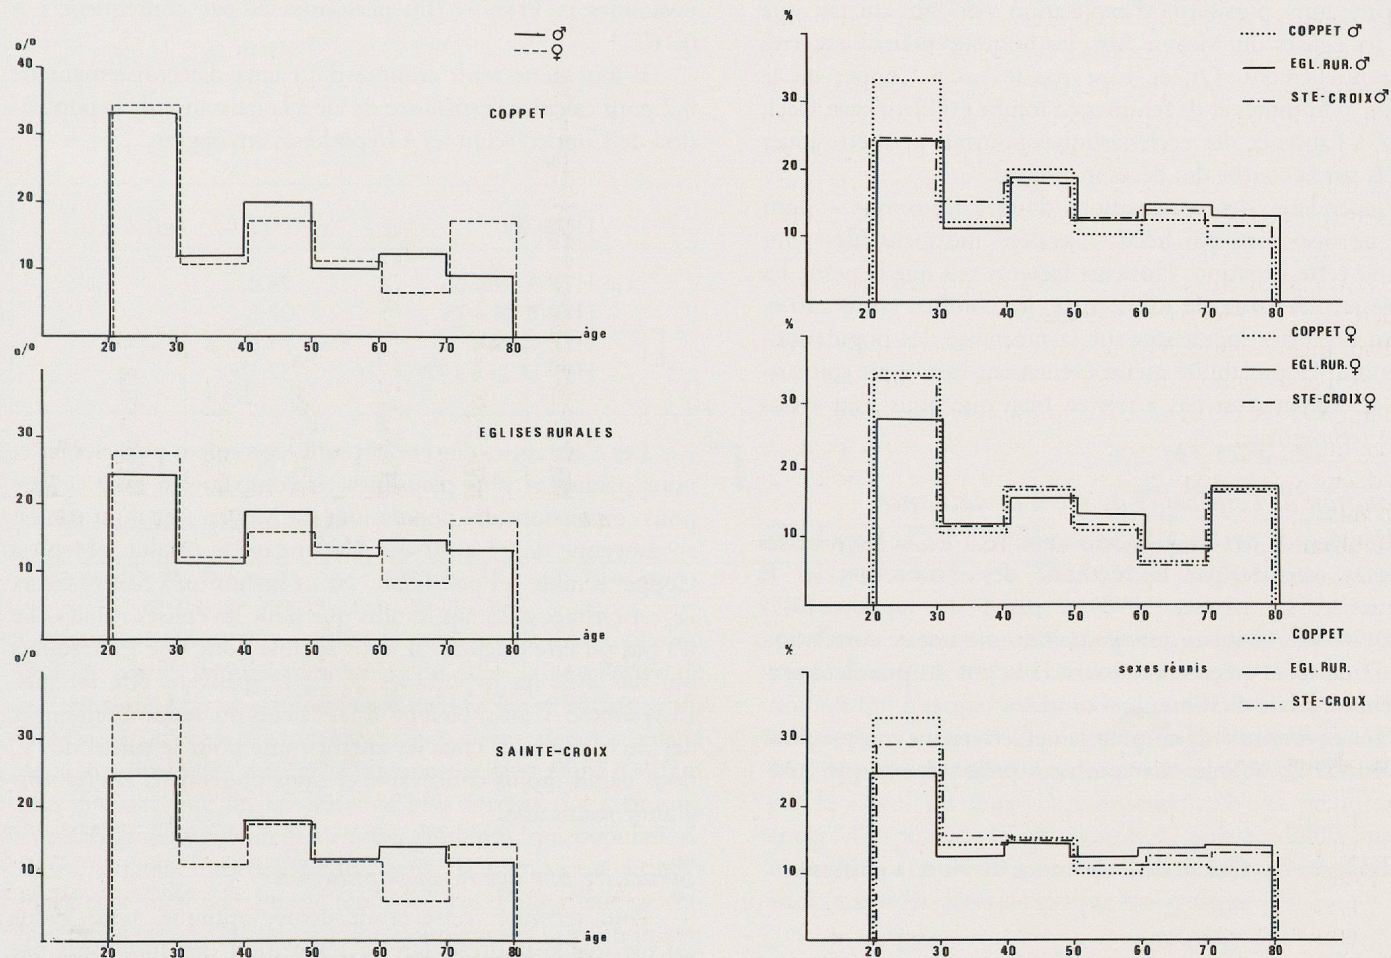 ♂
♀
o/o
40
30
20
10
COPPET
20 30 40 50 60 70 80 âge
o/o
30
20
10
EGLISES RURALES
20 30 40 50 60 70 80 âge
o/o
30
20
10
SAINTE-CROIX
20 30 40 50 60 70 80 âge
%
30
20
10
COPPET ♂
EGL.RUR.♂
STE-CROIX♂
20 30 40 50 60 70 80
%
30
20
10
COPPET ♀
EGL.RUR.♀
STE-CROIX♀
20 30 40 50 60 70 80
%
30
20
10
sexes réunis
COPPET
EGL.RUR.
STE-CROIX
20 30 40 50 60 70 80